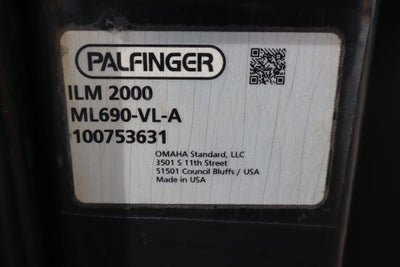 PALFINGER
ILM 2000
ML690-VL-A
100753631
OMAHA Standard, LLC
3501 S 11th Street
51501 Council Bluffs / USA
Made in USA